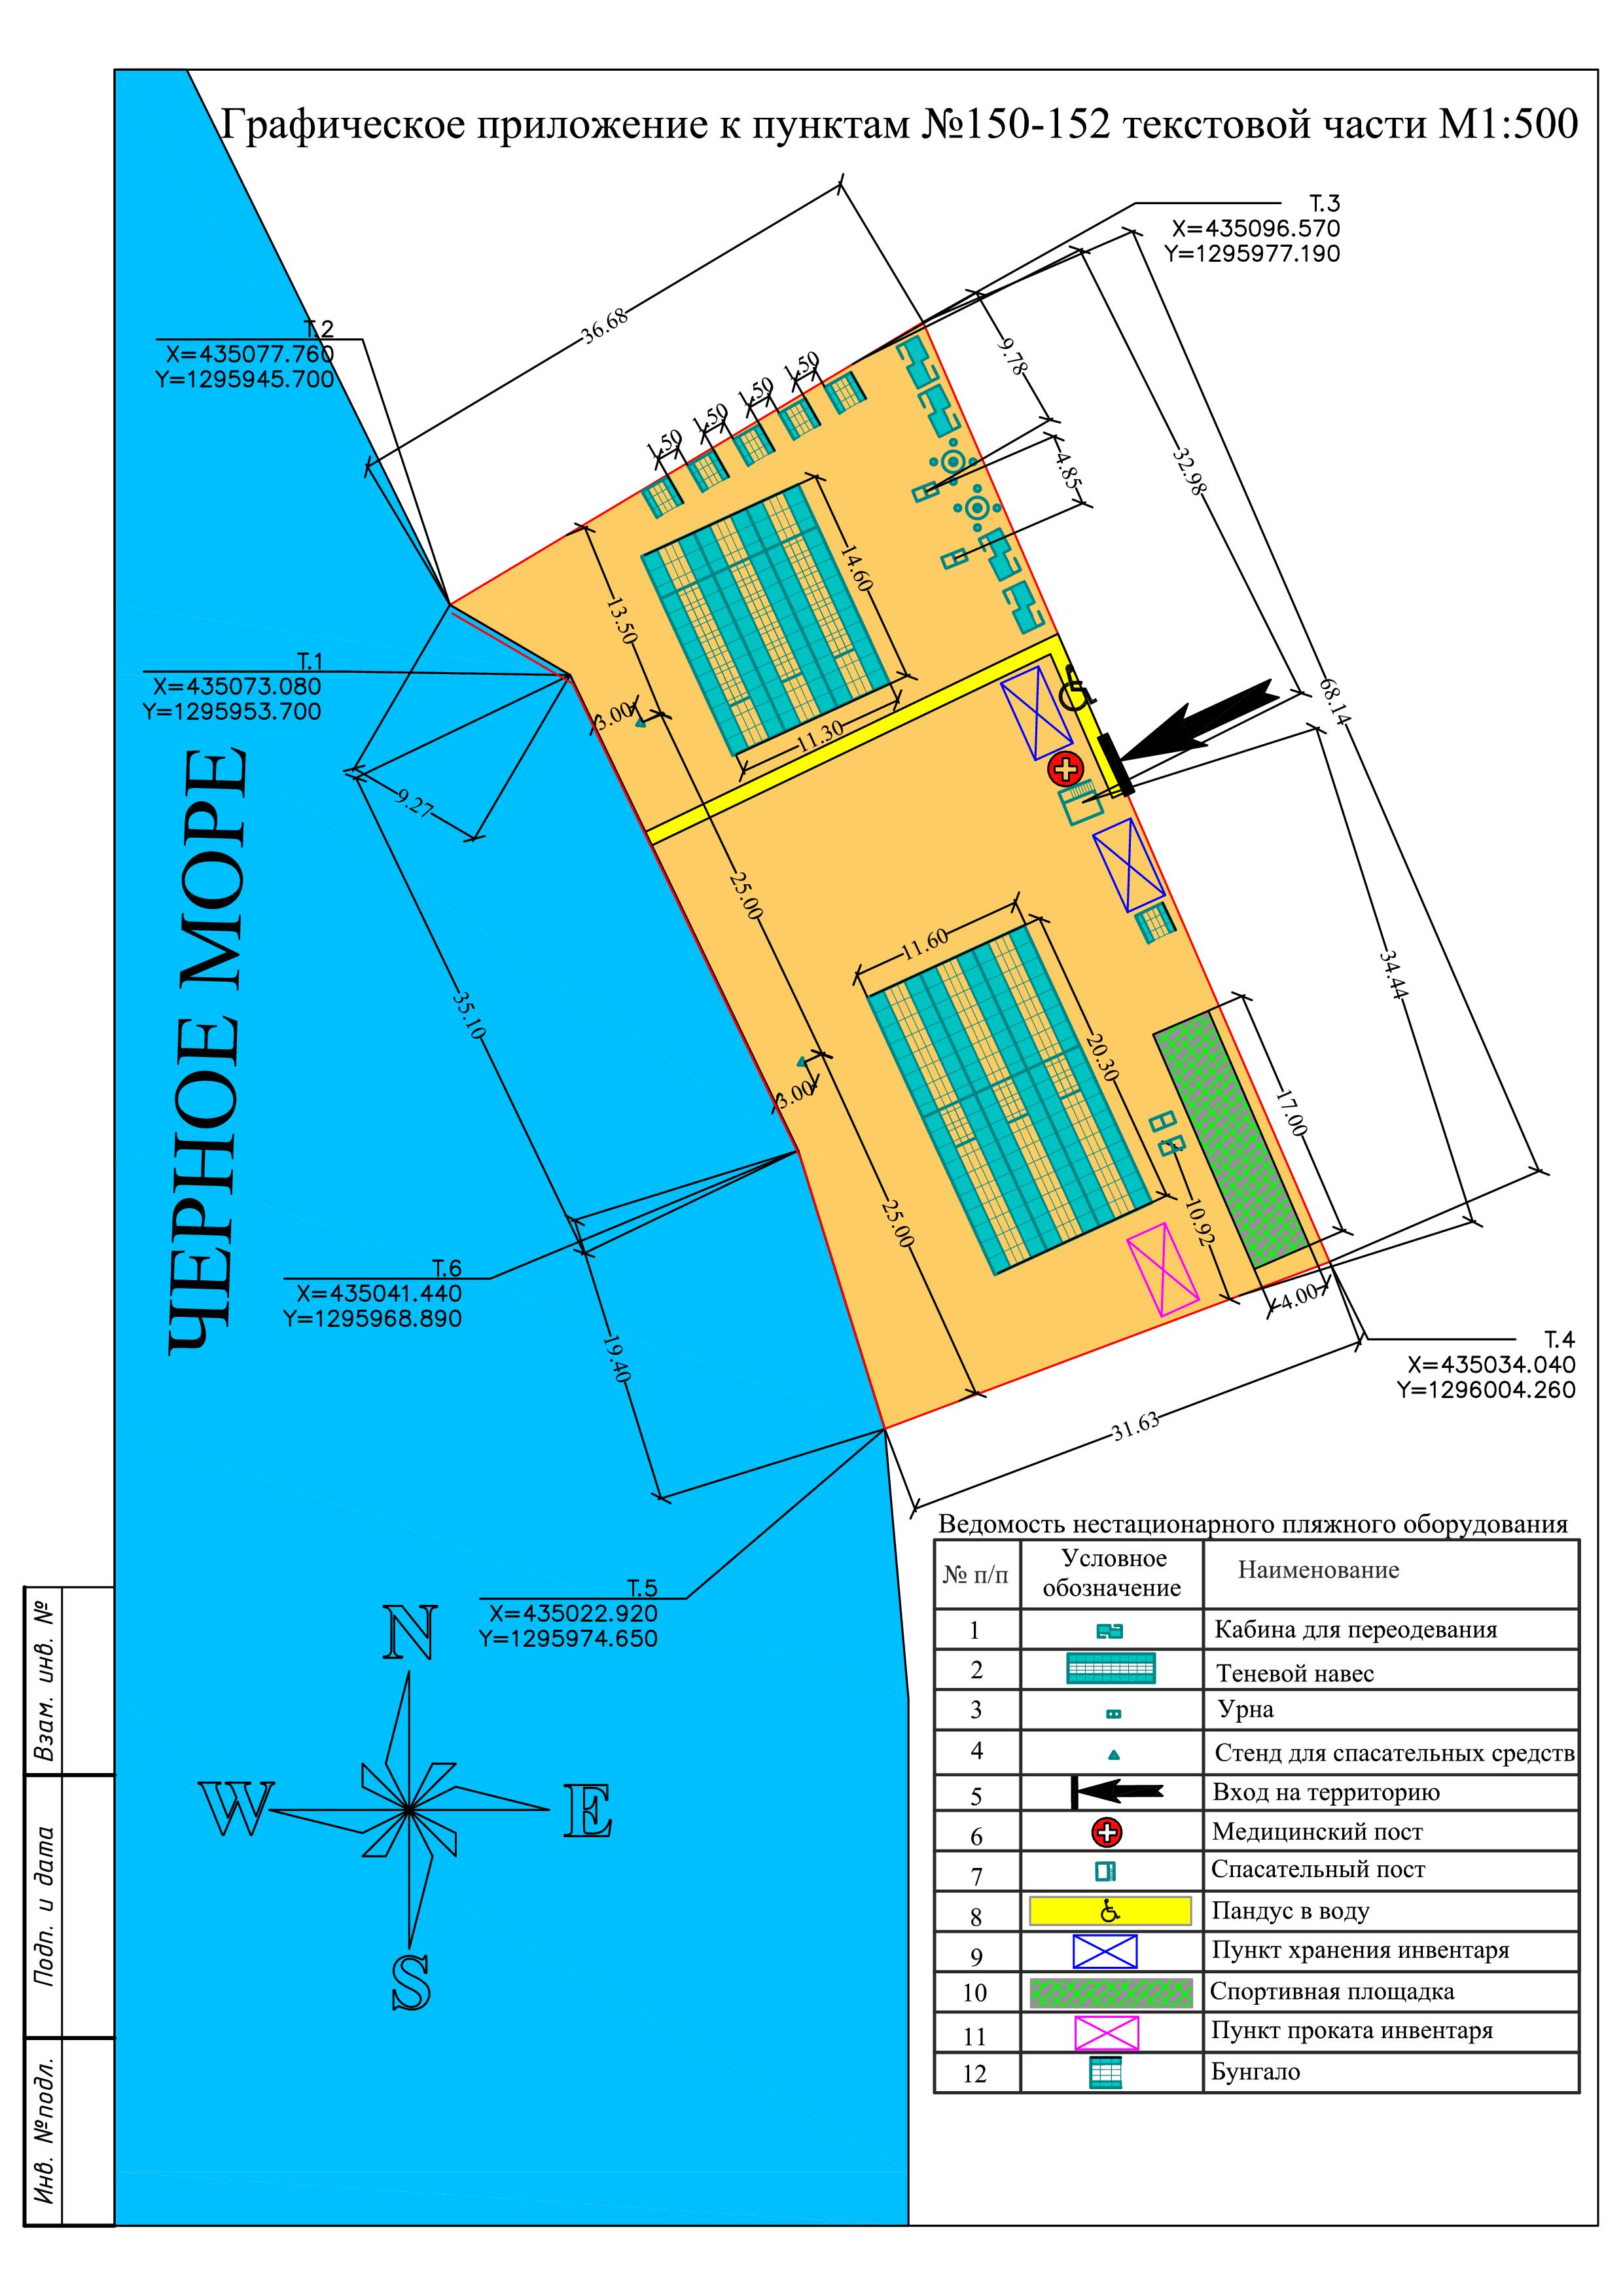 Графическое приложение к пунктам №150-152 текстовой части М1:500
Т.3
X=435096.570
Y=1295977.190
Т.2
X=435077.760
Y=1295945.700
Т.1
X=435073.080
Y=1295953.700
36.68
1.50
1.50
1.50
1.50
9.78
4.85
32.98
68.14
14.60
13.50
3.00
11.30
9.27
25.00
35.10
11.60
20.30
34.44
17.00
3.00
25.00
10.92
4.00
19.40
31.63
ЧЕРНОЕ МОРЕ
Т.6
X=435041.440
Y=1295968.890
Т.4
X=435034.040
Y=1296004.260
Т.5
X=435022.920
Y=1295974.650
N
W
E
S
Ведомость нестационарного пляжного оборудования
№ п/п
Условное
обозначение
Наименование
1 Кабина для переодевания
2 Теневой навес
3 Урна
4 Стенд для спасательных средств
5 Вход на территорию
6 Медицинский пост
7 Спасательный пост
8 Пандус в воду
9 Пункт хранения инвентаря
10 Спортивная площадка
11 Пункт проката инвентаря
12 Бунгало
Взам. инв. №
Подп. и дата
Инв. №подл.